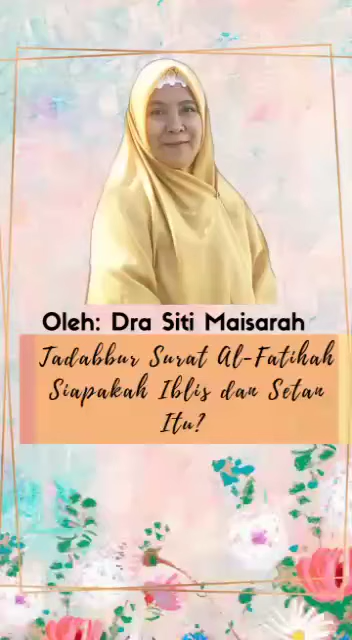 Oleh: Dra Siti Maisarah
Tadabbur Surat Al-Fatihah
Siapakah Iblis dan Setan
Itu?